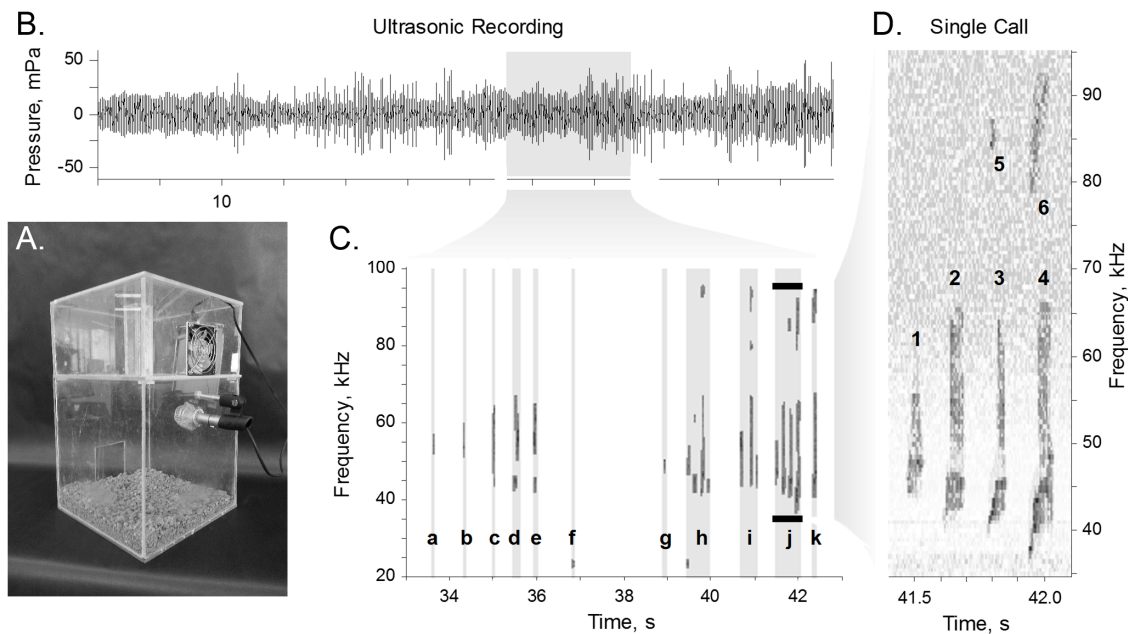 B.
Ultrasonic Recording
Pressure, mPa
50
0
-50
10
A.
C.
Frequency, kHz
100
80
60
40
20
a b c d e f g h i j k
34 36 38 40 42
Time, s
D.
Single Call
90
80
70
60
50
40
Frequency, kHz
5
6
2 3 4
1
41.5 42.0
Time, s